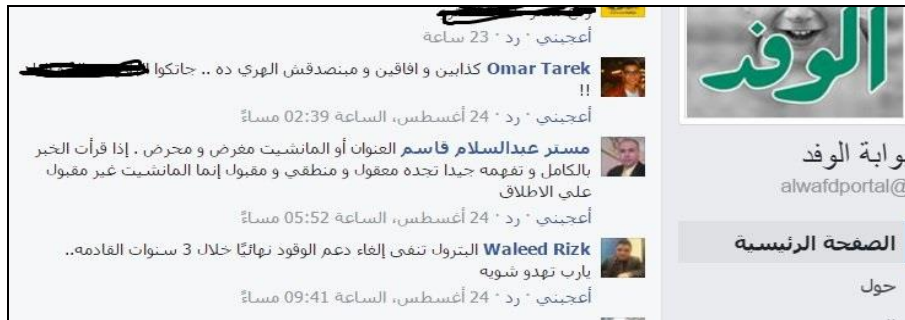 أعجبني · رد · 23 ساعة
Omar Tarek كذابين و افاقين و مبنصدقش الهري ده .. جاتكوا
!!
أعجبني · رد · 24 أغسطس، الساعة 02:39 مساءً
مستر عبدالسلام قاسم العنوان أو المانشيت مغرض و محرض . إذا قرأت الخبر
بالكامل و تفهمه جيدا تجده معقول و منطقي و مقبول إنما المانشيت غير مقبول
علي الاطلاق
أعجبني · رد · 24 أغسطس، الساعة 05:52 مساءً
Waleed Rizk البترول تنفى إلغاء دعم الوقود نهائيًا خلال 3 سنوات القادمه..
يارب تهدو شويه
أعجبني · رد · 24 أغسطس، الساعة 09:41 مساءً
الوفد
وابة الوفد
@alwafdportal
الصفحة الرئيسية
حول